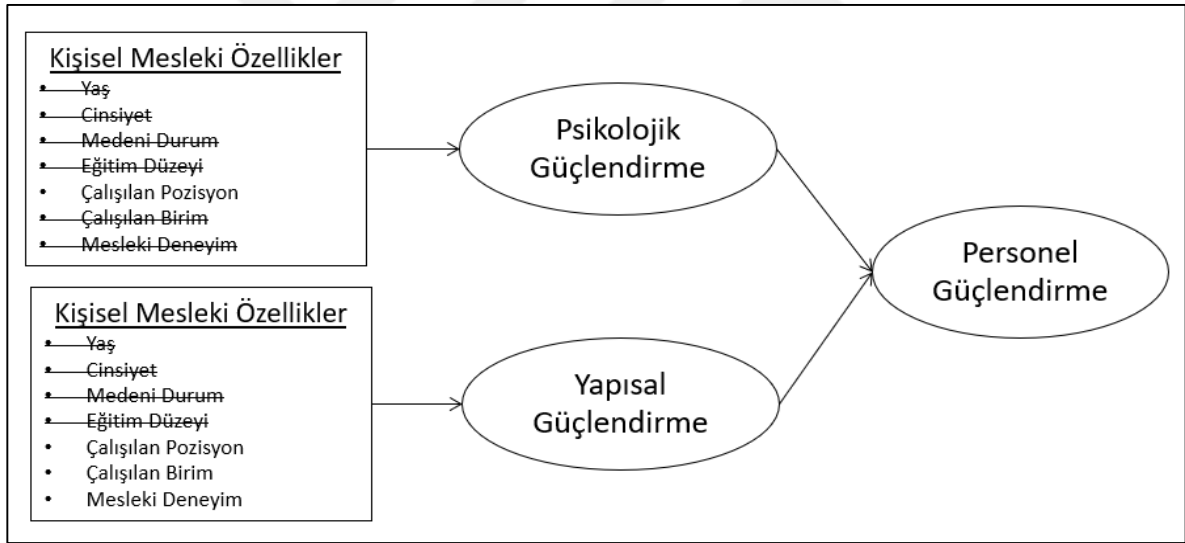 Kişisel Mesleki Özellikler
• Yaş
• Cinsiyet
• Medeni Durum
• Eğitim Düzeyi
• Çalışılan Pozisyon
• Çalışılan Birim
• Mesleki Deneyim
Psikolojik
Güçlendirme
Kişisel Mesleki Özellikler
• Yaş
• Cinsiyet
• Medeni Durum
• Eğitim Düzeyi
• Çalışılan Pozisyon
• Çalışılan Birim
• Mesleki Deneyim
Yapısal
Güçlendirme
Personel
Güçlendirme